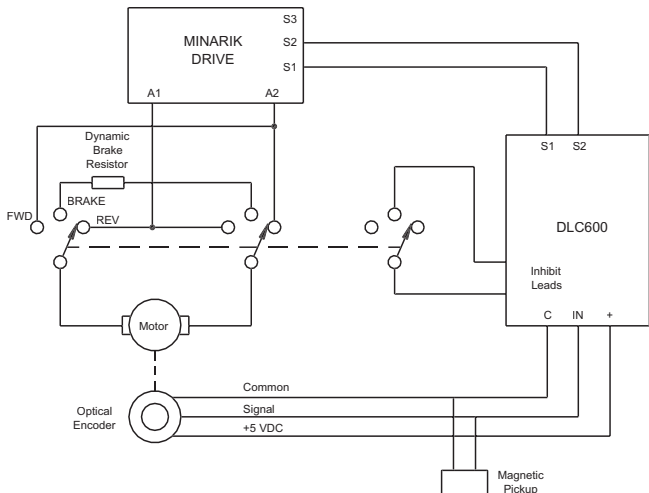 MINARIK
DRIVE
S3
S2
S1
A1
A2
Dynamic
Brake
Resistor
BRAKE
FWD
REV
S1
S2
DLC600
Inhibit
Leads
C
IN
+
Motor
Optical
Encoder
Common
Signal
+5 VDC
Magnetic
Pickup